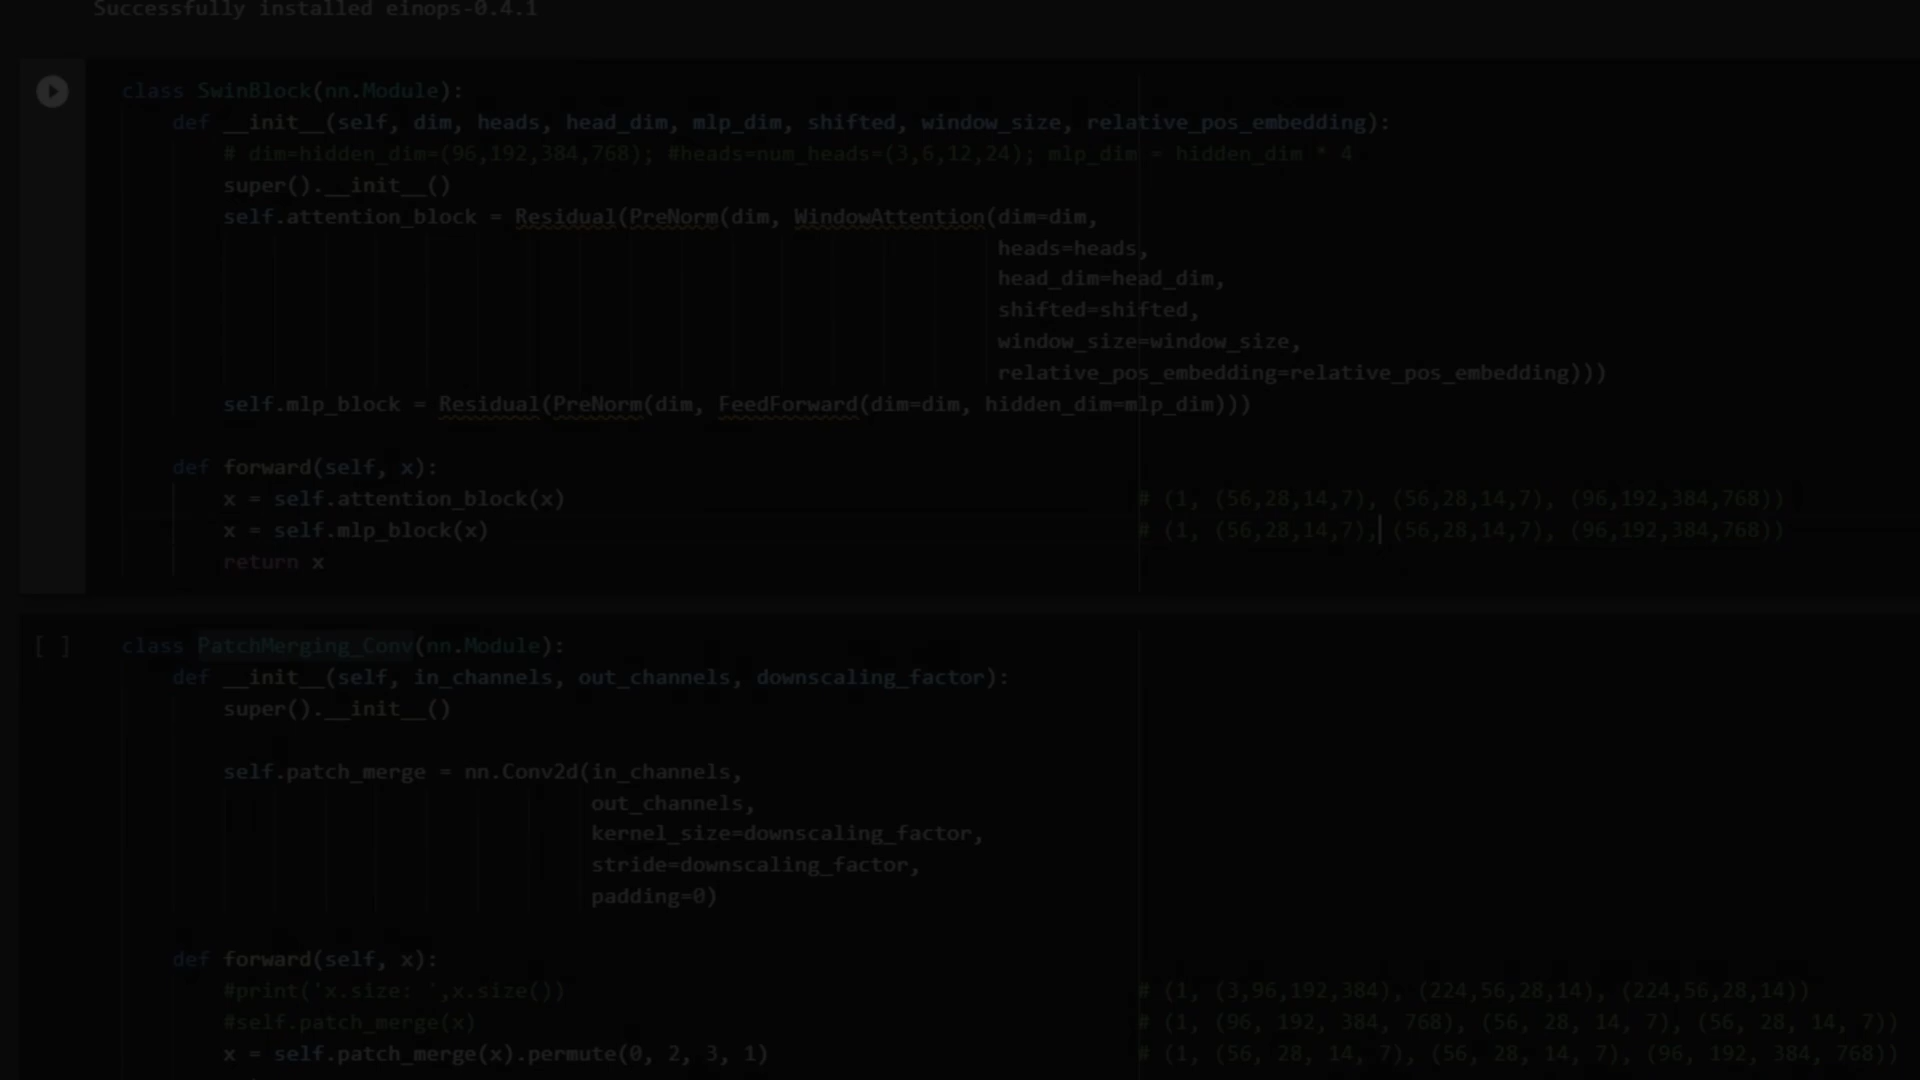 Successfully installed einops-0.4.1
class SwinBlock(nn.Module):
def __init__(self, dim, heads, head_dim, mlp_dim, shifted, window_size, relative_pos_embedding):
# dim=hidden_dim=(96,192,384,768); #heads=num_heads=(3,6,12,24); mlp_dim = hidden_dim * 4
super().__init__()
self.attention_block = Residual(PreNorm(dim, WindowAttention(dim=dim,
heads=heads,
head_dim=head_dim,
shifted=shifted,
window_size=window_size,
relative_pos_embedding=relative_pos_embedding)))
self.mlp_block = Residual(PreNorm(dim, FeedForward(dim=dim, hidden_dim=mlp_dim)))
def forward(self, x):
x = self.attention_block(x) # (1, (56,28,14,7), (56,28,14,7), (96,192,384,768))
x = self.mlp_block(x) # (1, (56,28,14,7), (56,28,14,7), (96,192,384,768))
return x
[ ] class PatchMerging_Conv(nn.Module):
def __init__(self, in_channels, out_channels, downscaling_factor):
super().__init__()
self.patch_merge = nn.Conv2d(in_channels,
out_channels,
kernel_size=downscaling_factor,
stride=downscaling_factor,
padding=0)
def forward(self, x):
#print('x.size: ',x.size()) # (1, (3,96,192,384), (224,56,28,14), (224,56,28,14))
#self.patch_merge(x) # (1, (96, 192, 384, 768), (56, 28, 14, 7), (56, 28, 14, 7))
x = self.patch_merge(x).permute(0, 2, 3, 1) # (1, (56, 28, 14, 7), (56, 28, 14, 7), (96, 192, 384, 768))